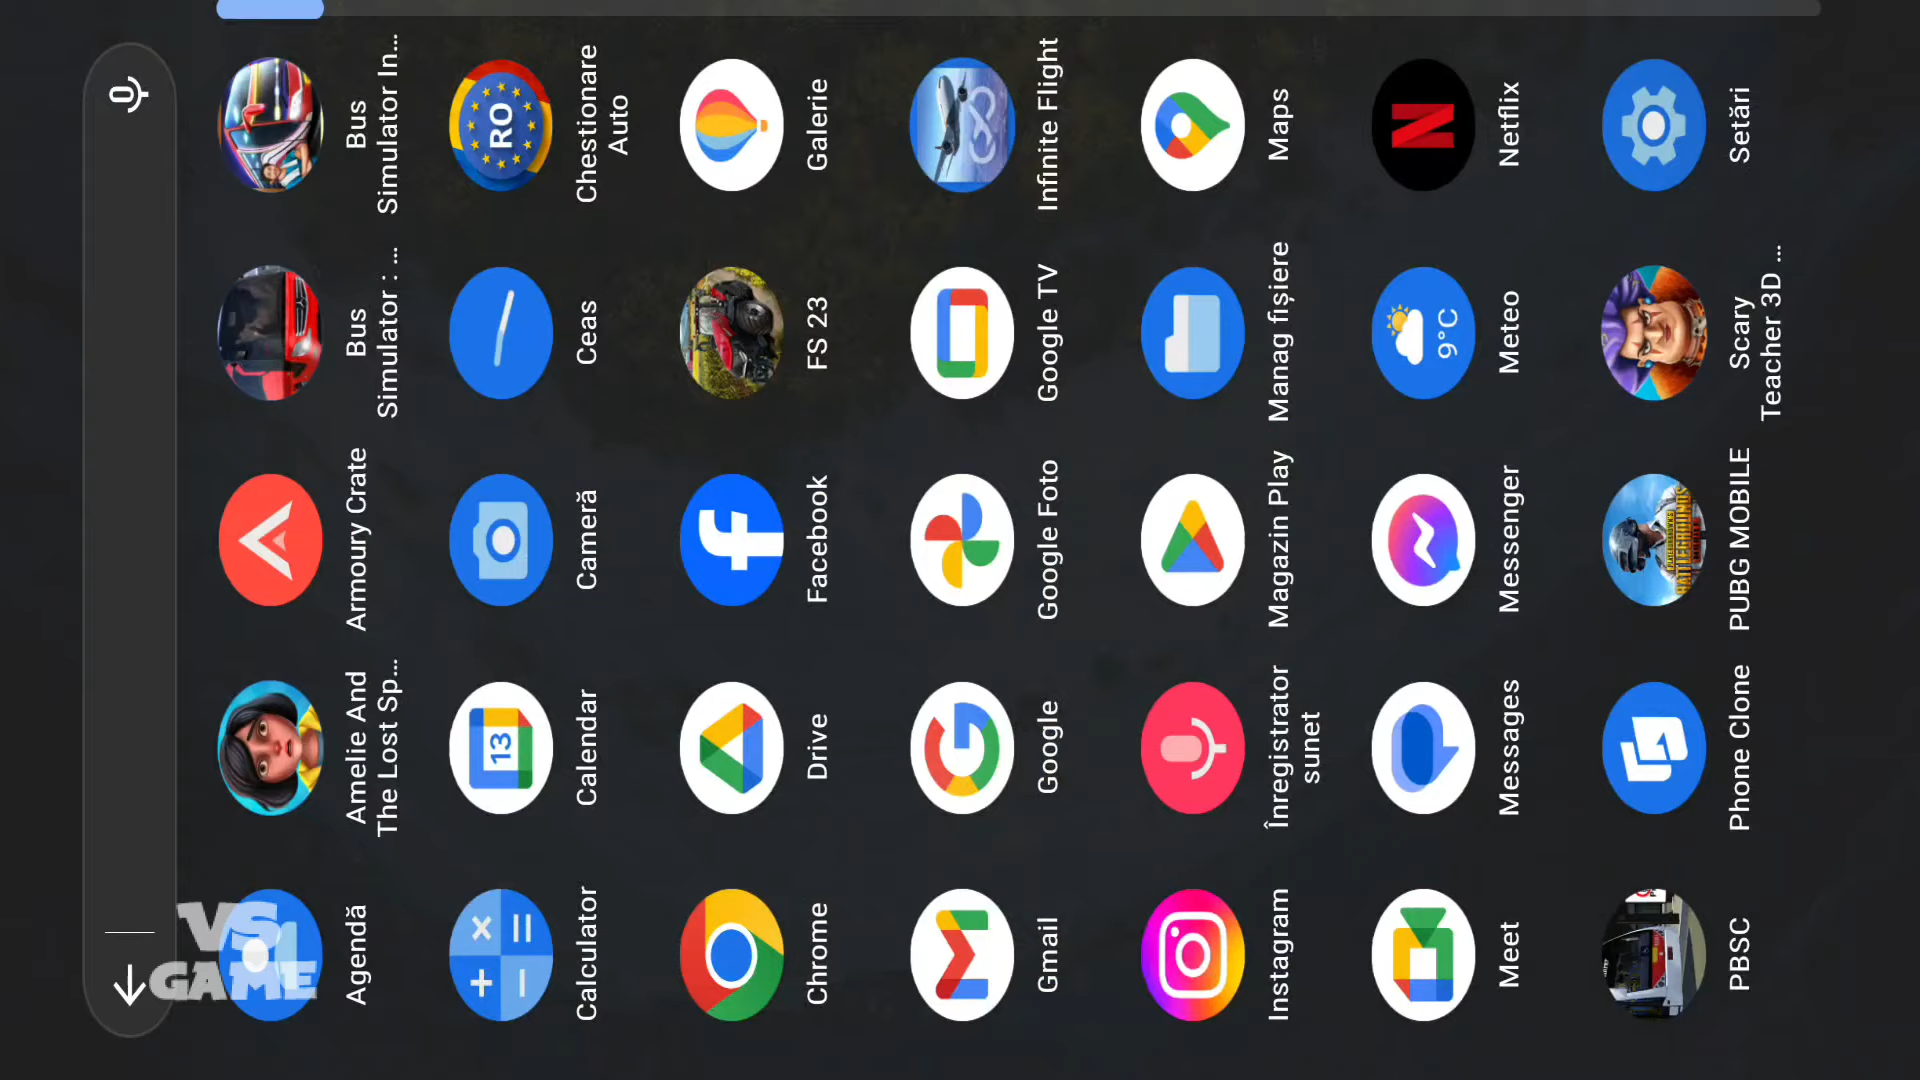 Agendă
Amelie And
The Lost Sp...
Armoury Crate
Bus
Simulator : ...
Bus
Simulator In...
Calculator
13
Calendar
Cameră
Ceas
RO
Chestionare
Auto
Chrome
Drive
Facebook
FS 23
Galerie
Gmail
Google
Google Foto
Google TV
Infinite Flight
Instagram
Înregistrator
sunet
Magazin Play
Manag fișiere
Maps
Meet
Messages
Messenger
9°C
Meteo
Netflix
PBSC
Phone Clone
BATTLEGROUNDS
PUBG MOBILE
Scary
Teacher 3D ...
Setări
VS
GAME